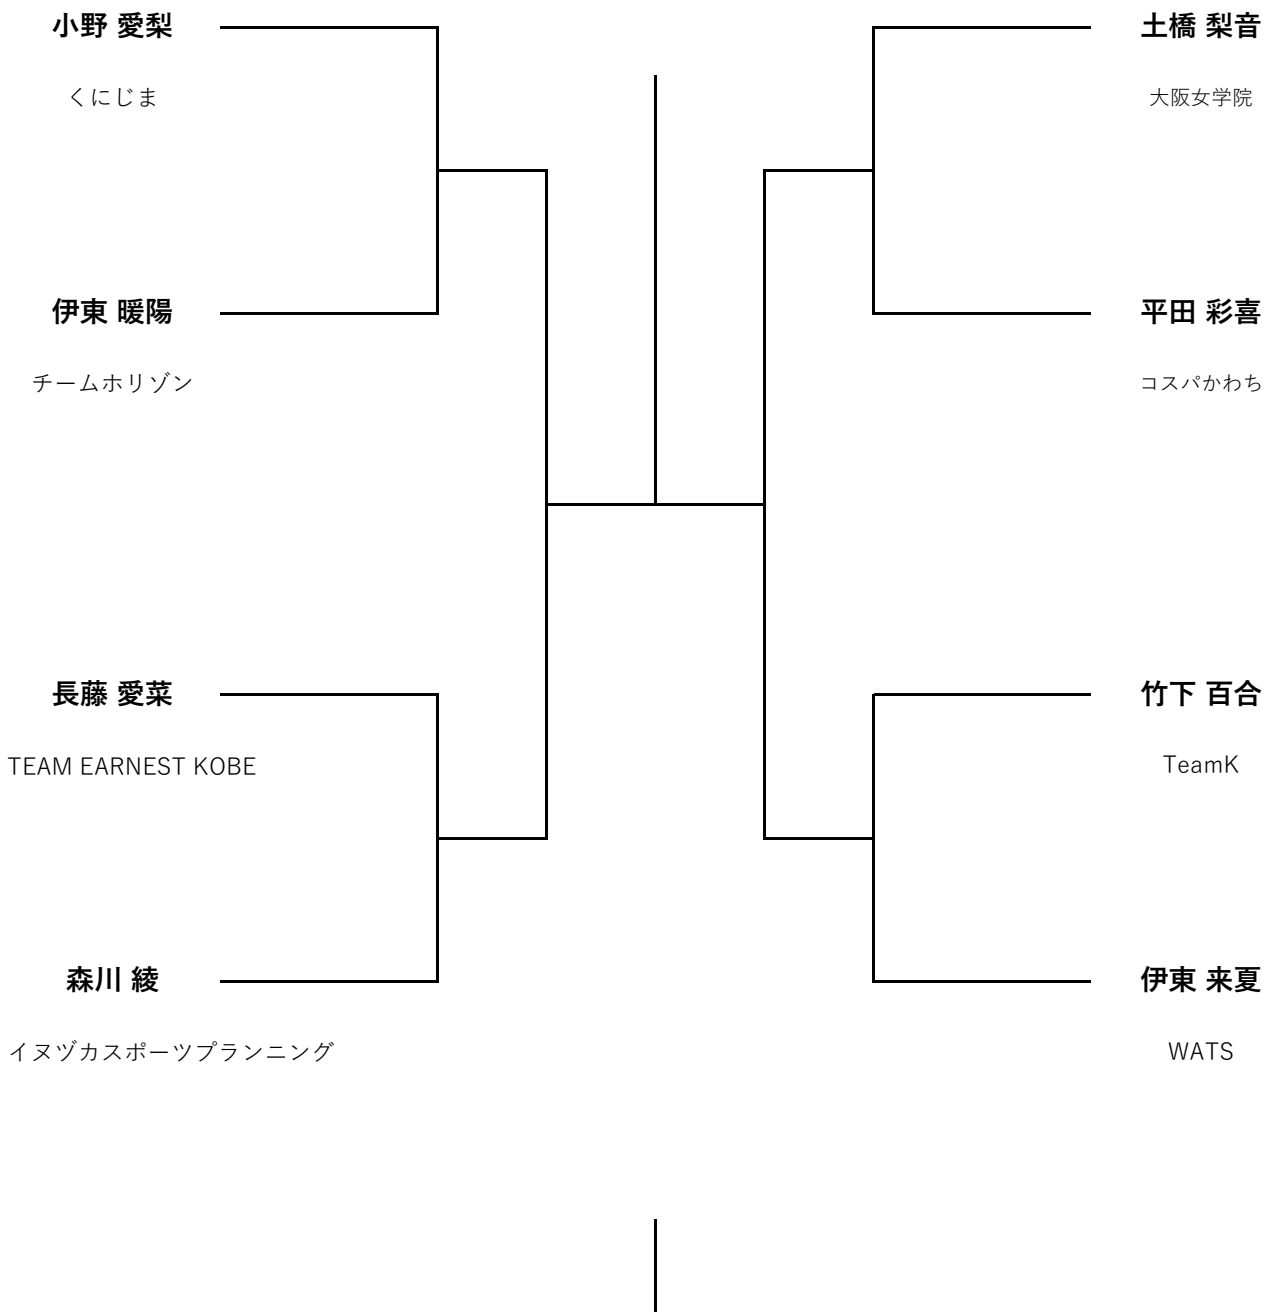 小野 愛梨
くにじま
伊東 暖陽
チームホリゾン
長藤 愛菜
TEAM EARNEST KOBE
森川 綾
イヌヅカスポーツプランニング
土橋 梨音
大阪女学院
平田 彩喜
コスパかわち
竹下 百合
TeamK
伊東 来夏
WATS